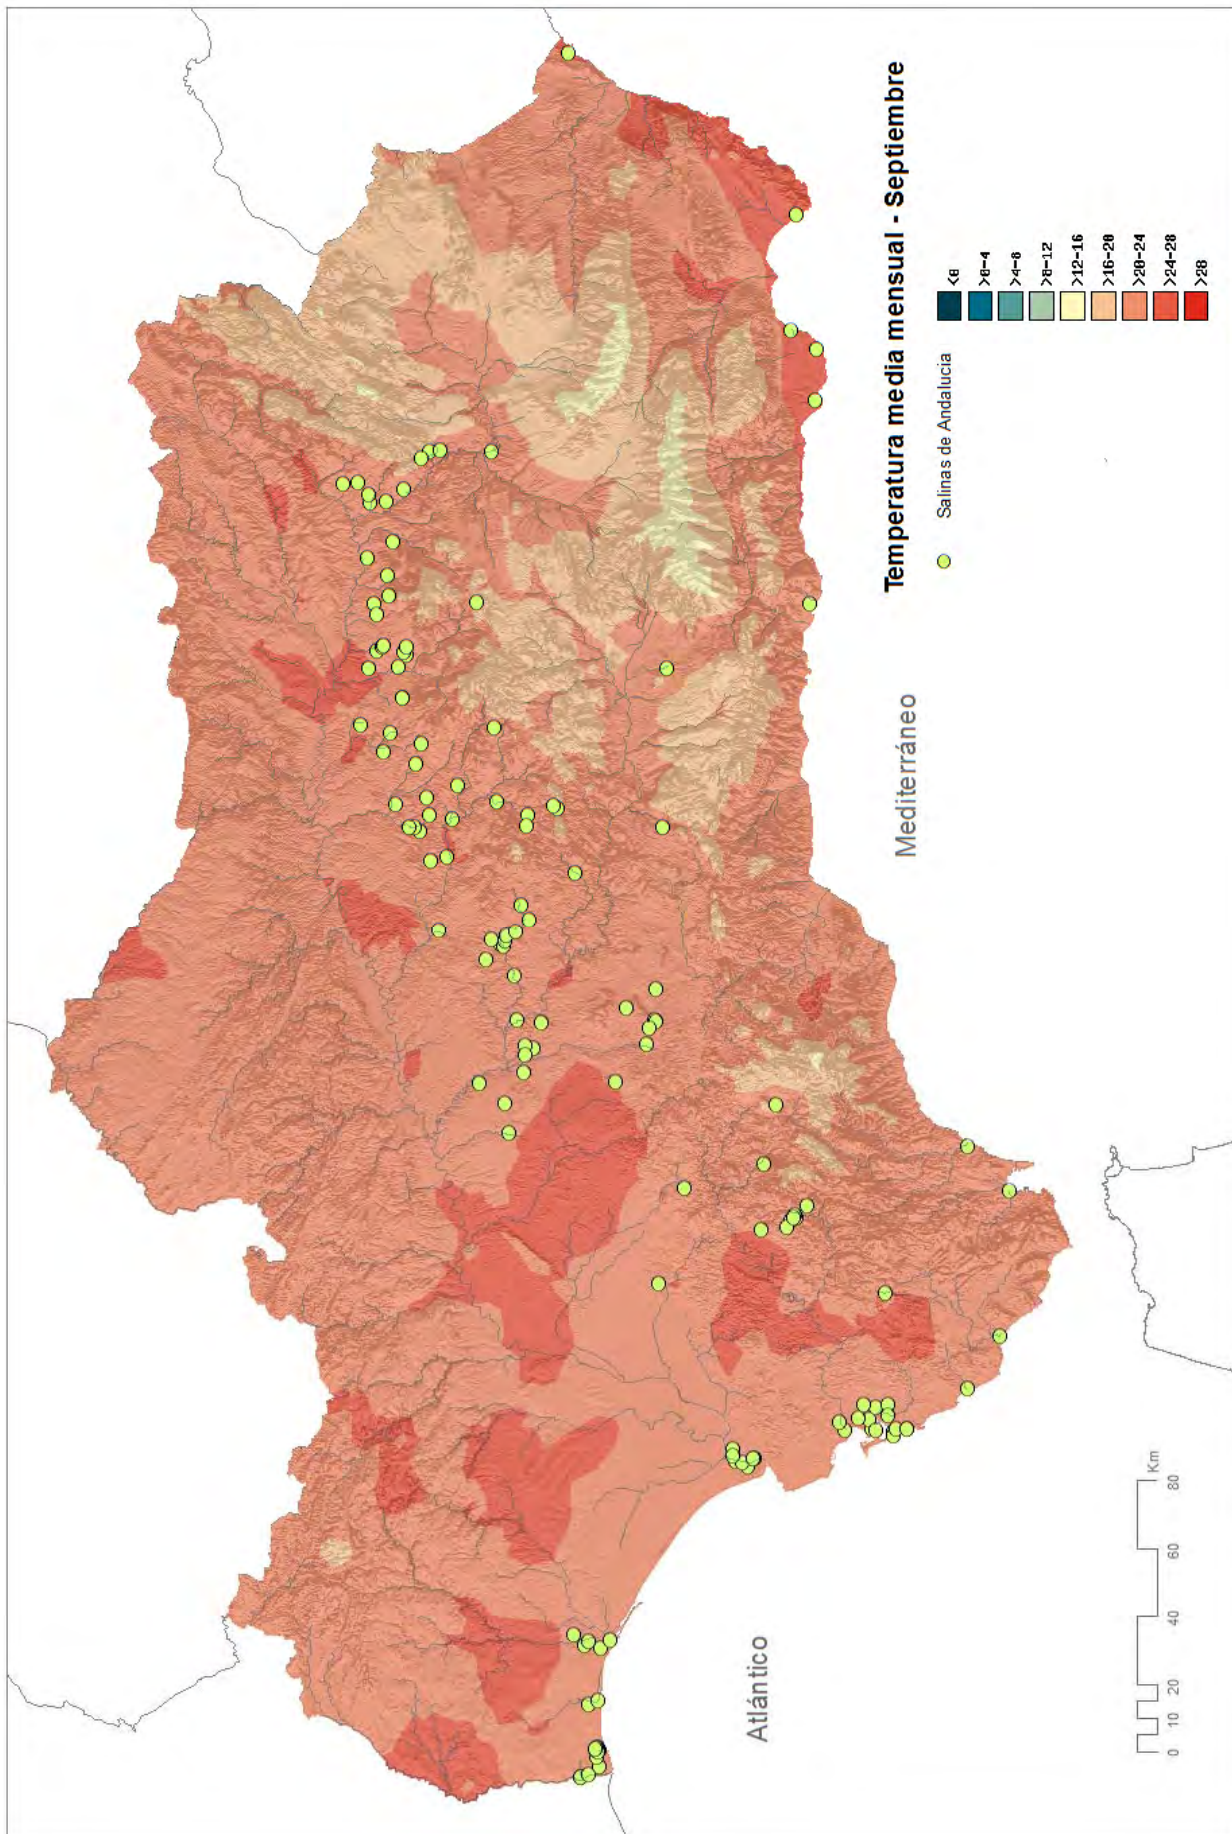 Temperatura media mensual - Septiembre
Salinas de Andalucia
<0
>0-4
>4-8
>8-12
>12-16
>16-20
>20-24
>24-28
>28
Mediterráneo
Atlántico
0 10 20 40 60 80
Km